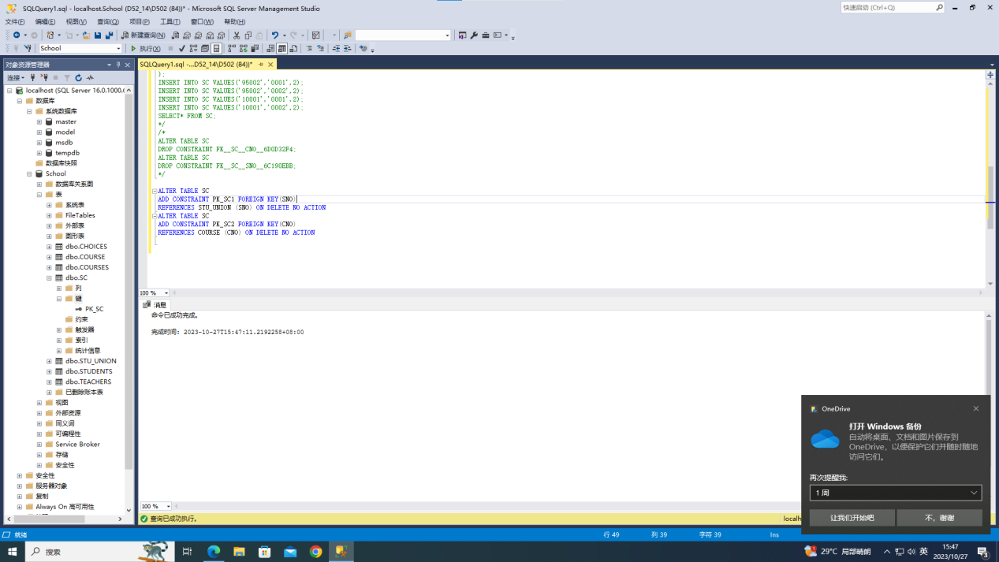 SQLQuery1.sql - localhost.School (D52_14\D502 (84))* - Microsoft SQL Server Management Studio
快速启动 (Ctrl+Q)
文件(F) 编辑(E) 视图(V) 查询(Q) 项目(P) 工具(T) 窗口(W) 帮助(H)
新建查询(N)
School
执行(X)
对象资源管理器
连接
localhost (SQL Server 16.0.1000.6
数据库
系统数据库
master
model
msdb
tempdb
数据库快照
School
数据库关系图
表
系统表
FileTables
外部表
图形表
dbo.CHOICES
dbo.COURSE
dbo.COURSES
dbo.SC
列
键
PK_SC
约束
触发器
索引
统计信息
dbo.STU_UNION
dbo.STUDENTS
dbo.TEACHERS
已删除账本表
视图
外部资源
同义词
可编程性
Service Broker
存储
安全性
安全性
服务器对象
复制
Always On 高可用性
SQLQuery1.sql -...D52_14\D502 (84))*
);
INSERT INTO SC VALUES('95002','0001',2);
INSERT INTO SC VALUES('95002','0002',2);
INSERT INTO SC VALUES('10001','0001',2);
INSERT INTO SC VALUES('10001','0002',2);
SELECT* FROM SC;
*/
/*
ALTER TABLE SC
DROP CONSTRAINT FK__SC__CNO__6D0D32F4;
ALTER TABLE SC
DROP CONSTRAINT FK__SC__SNO__6C190EBB;
*/
ALTER TABLE SC
ADD CONSTRAINT PK_SC1 FOREIGN KEY(SNO)
REFERENCES STU_UNION (SNO) ON DELETE NO ACTION
ALTER TABLE SC
ADD CONSTRAINT PK_SC2 FOREIGN KEY(CNO)
REFERENCES COURSE (CNO) ON DELETE NO ACTION
100 %
消息
命令已成功完成。
完成时间: 2023-10-27T15:47:11.2192258+08:00
100 %
查询已成功执行。
localh
OneDrive
打开 Windows 备份
自动将桌面、文档和图片保存到
OneDrive，以便保护它们并随时随地
访问它们。
再次提醒我:
1 周
让我们开始吧
不，谢谢
就绪
行 49
列 39
字符 39
Ins
搜索
29°C 局部晴朗
英
15:47
2023/10/27
3